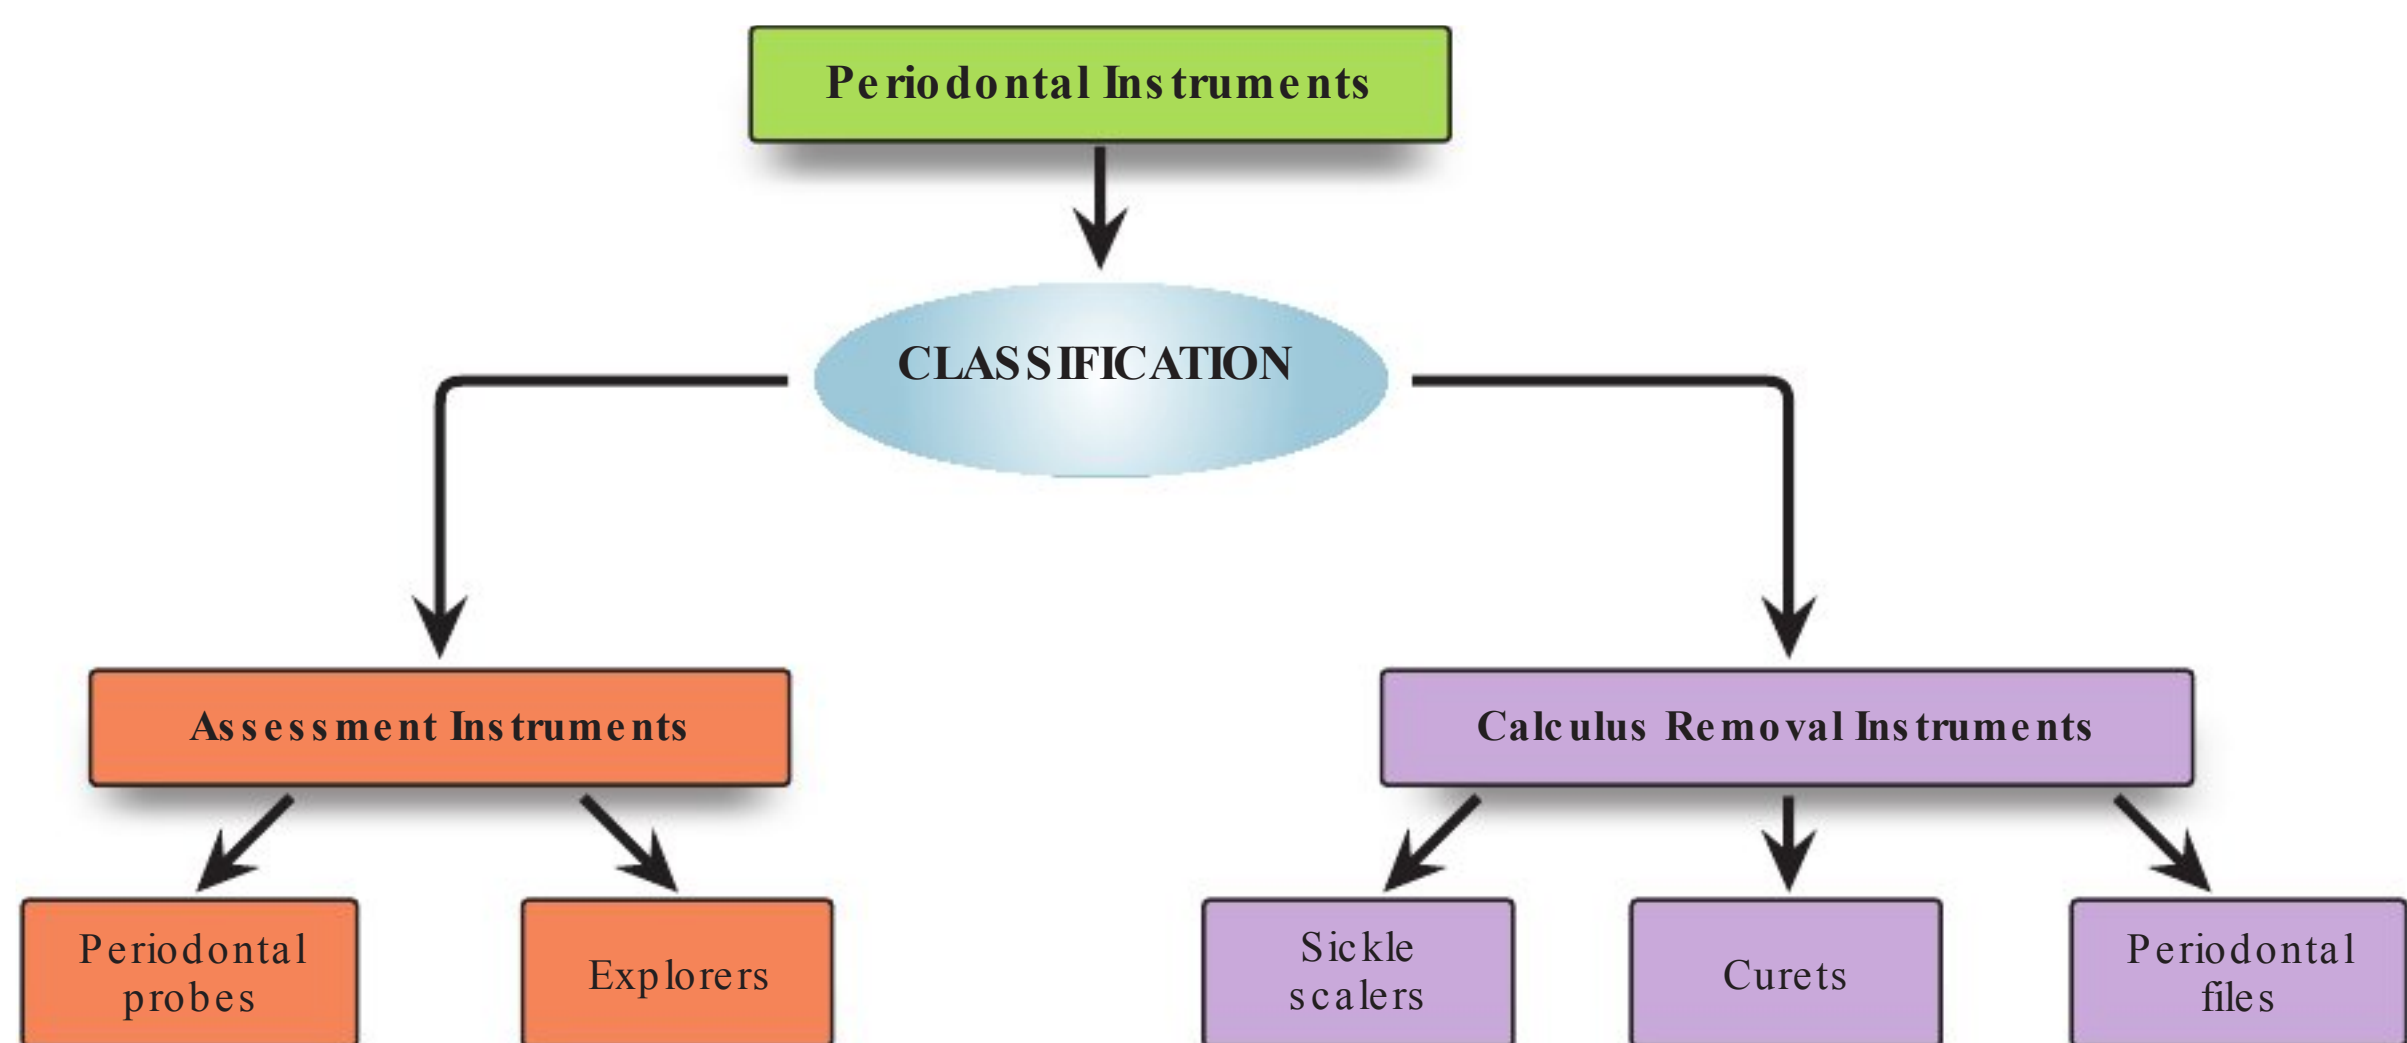 Periodontal Instruments
CLASSIFICATION
Assessment Instruments
Calculus Removal Instruments
Periodontal
probes
Explorers
Sickle
scalers
Curets
Periodontal
files